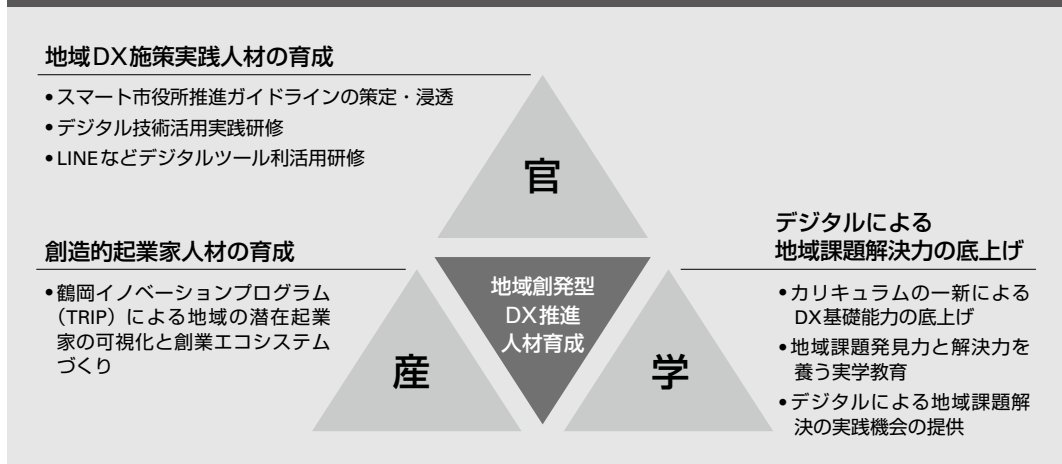 地域DX施策実践人材の育成
•スマート市役所推進ガイドラインの策定・浸透
•デジタル技術活用実践研修
•LINEなどデジタルツール利活用研修
官
創造的起業家人材の育成
•鶴岡イノベーションプログラム
（TRIP）による地域の潜在起業
家の可視化と創業エコシステム
づくり
産
地域創発型
DX推進
人材育成
学
デジタルによる
地域課題解決力の底上げ
•カリキュラムの一新による
DX基礎能力の底上げ
•地域課題発見力と解決力を
養う実学教育
•デジタルによる地域課題解
決の実践機会の提供